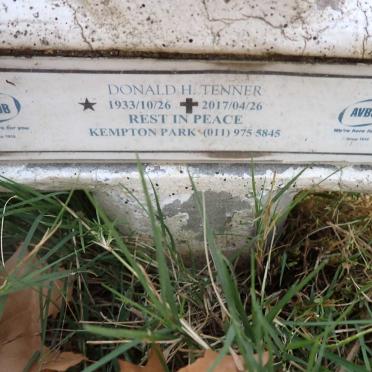 DONALD H. TENNER
1933/10/26 2017/04/26
REST IN PEACE
KEMPTON PARK (011) 975 5845
AVB